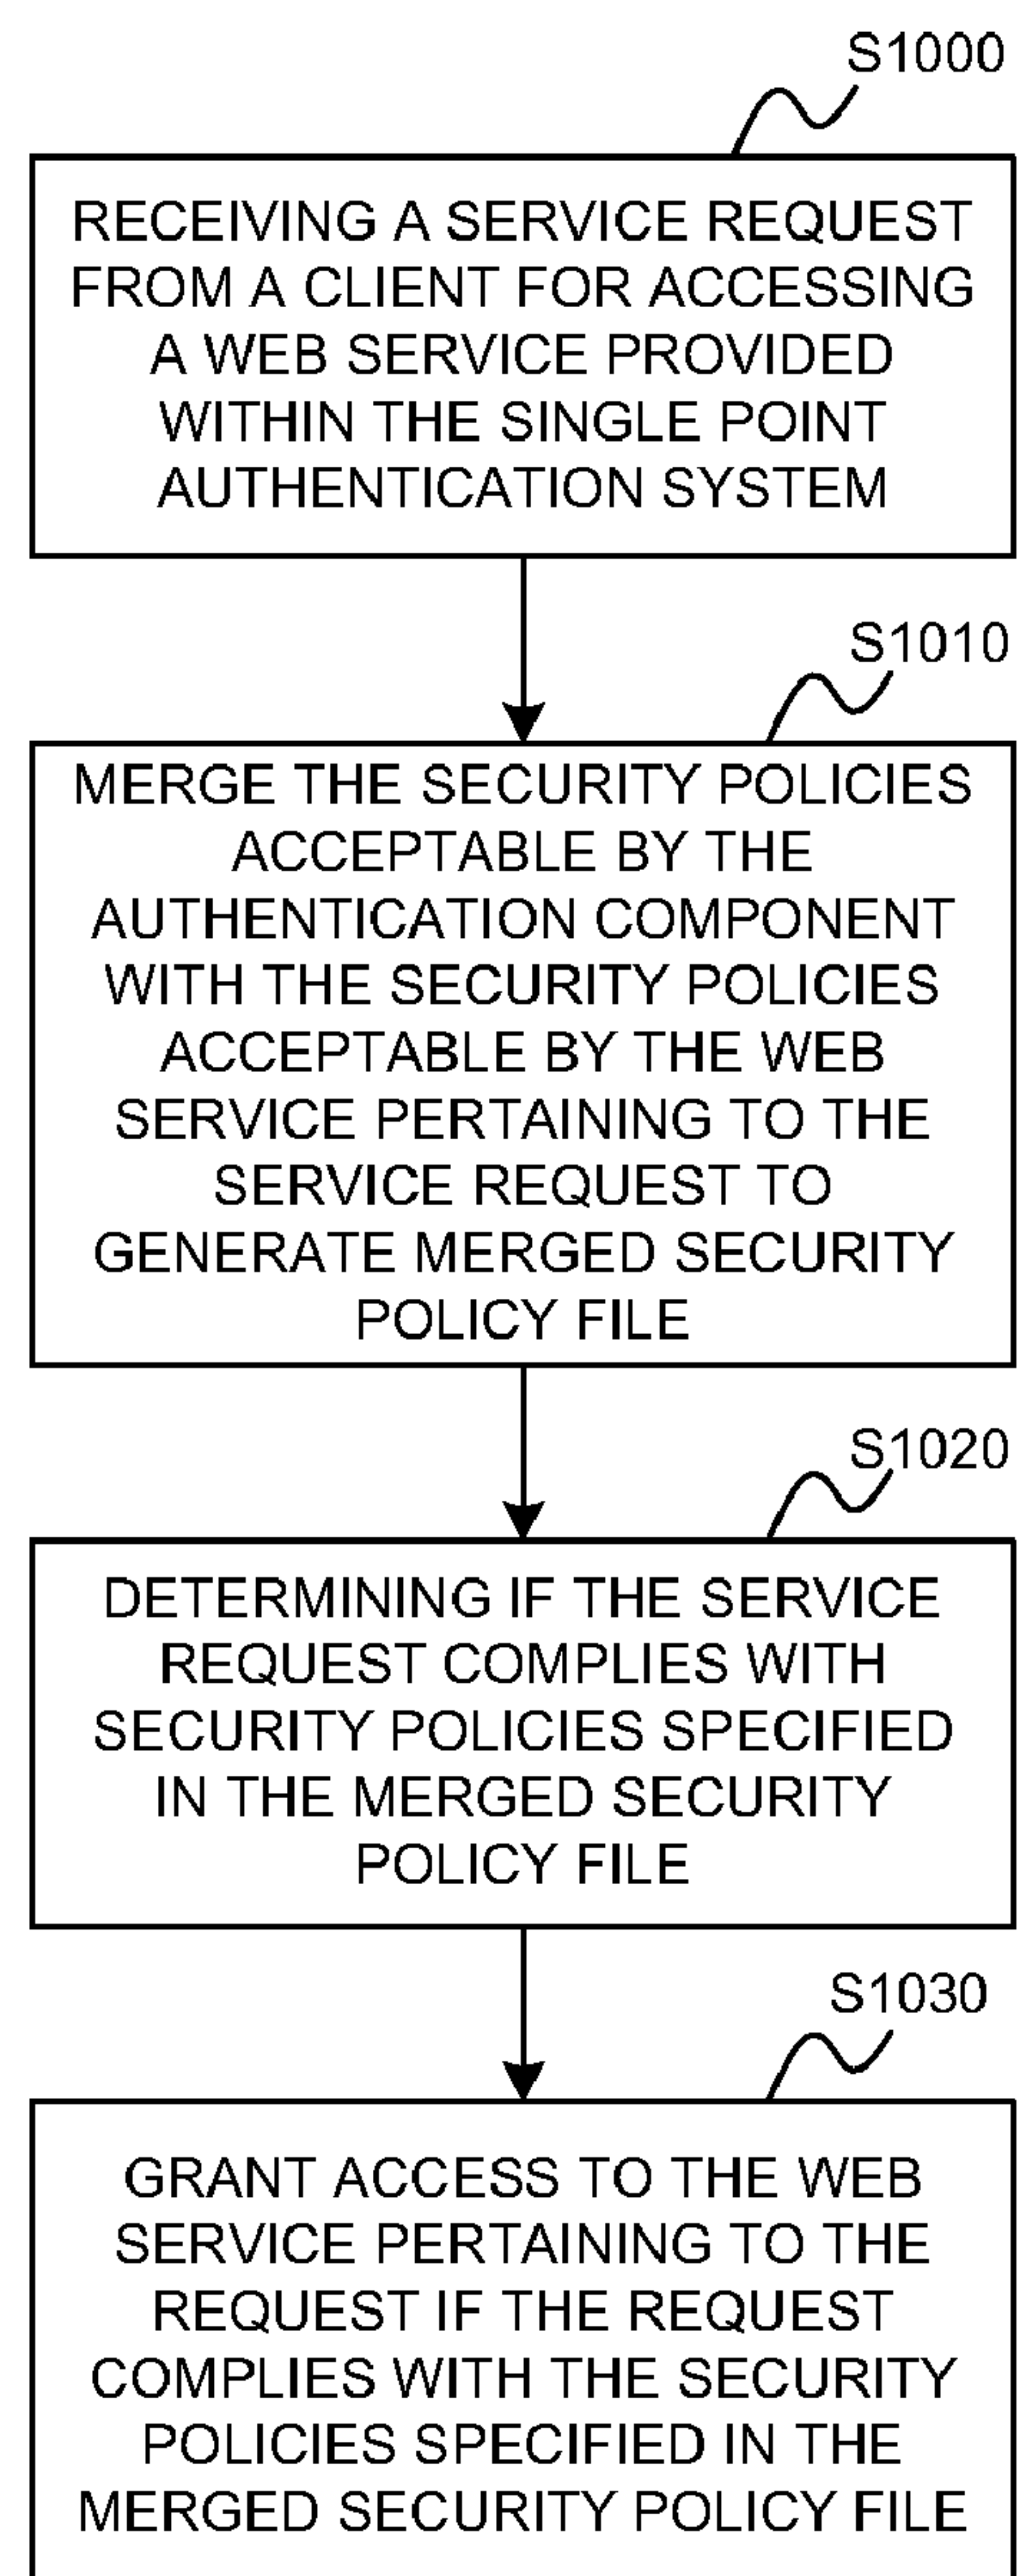 S1000
RECEIVING A SERVICE REQUEST
FROM A CLIENT FOR ACCESSING
A WEB SERVICE PROVIDED
WITHIN THE SINGLE POINT
AUTHENTICATION SYSTEM
S1010
MERGE THE SECURITY POLICIES
ACCEPTABLE BY THE
AUTHENTICATION COMPONENT
WITH THE SECURITY POLICIES
ACCEPTABLE BY THE WEB
SERVICE PERTAINING TO THE
SERVICE REQUEST TO
GENERATE MERGED SECURITY
POLICY FILE
S1020
DETERMINING IF THE SERVICE
REQUEST COMPLIES WITH
SECURITY POLICIES SPECIFIED
IN THE MERGED SECURITY
POLICY FILE
S1030
GRANT ACCESS TO THE WEB
SERVICE PERTAINING TO THE
REQUEST IF THE REQUEST
COMPLIES WITH THE SECURITY
POLICIES SPECIFIED IN THE
MERGED SECURITY POLICY FILE